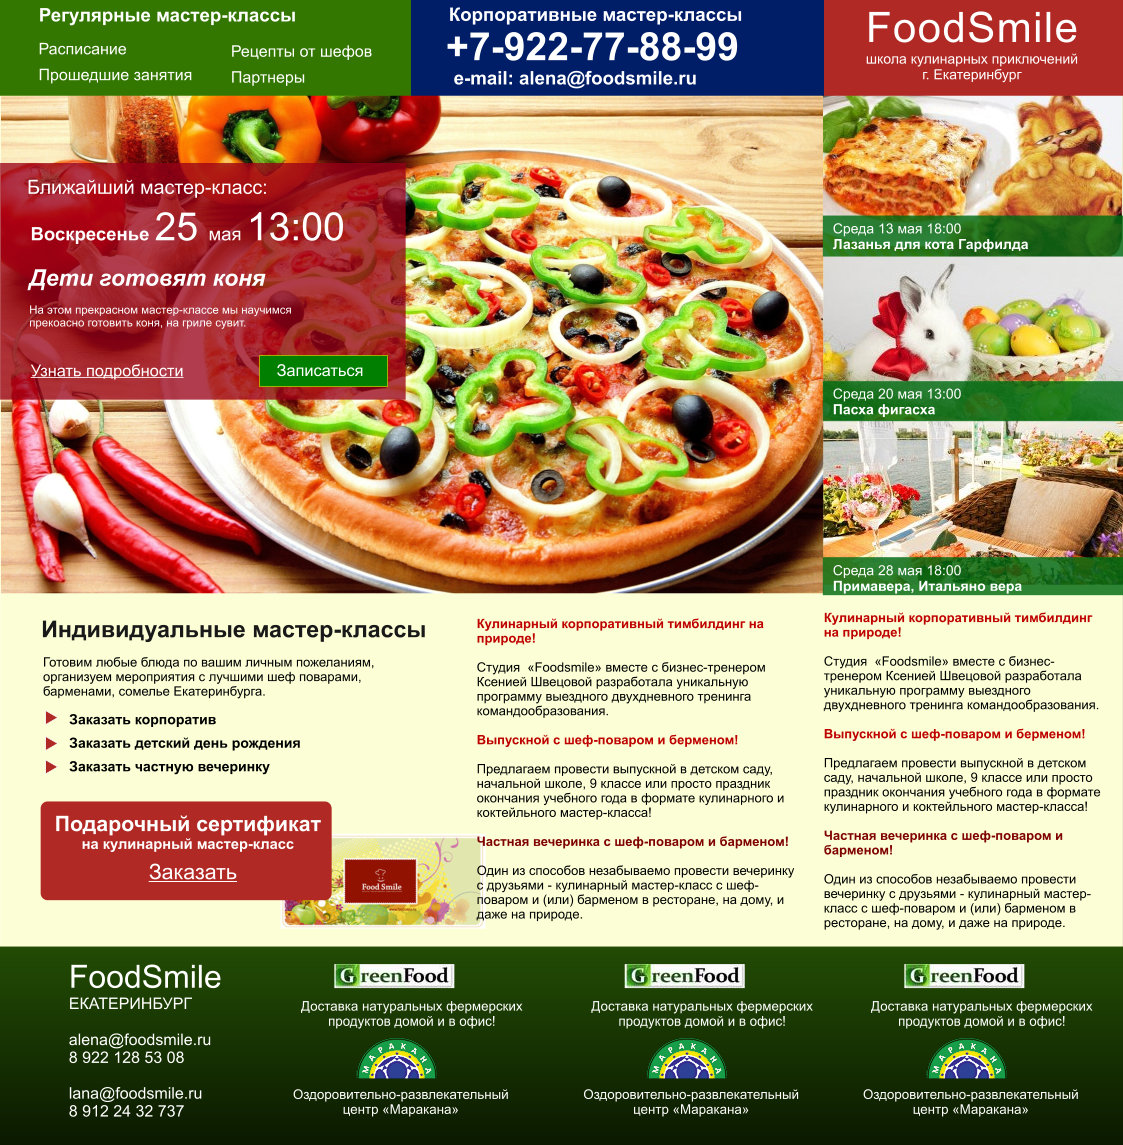 Регулярные мастер-классы
Расписание
Прошедшие занятия
Рецепты от шефов
Партнеры
Корпоративные мастер-классы
+7-922-77-88-99
e-mail: alena@foodsmile.ru
FoodSmile
школа кулинарных приключений
г. Екатеринбург
Ближайший мастер-класс:
Воскресенье 25 мая 13:00
Дети готовят коня
На этом прекрасном мастер-классе мы научимся
прекоасно готовить коня, на гриле сувит.
Узнать подробности
Записаться
Среда 13 мая 18:00
Лазанья для кота Гарфилда
Среда 20 мая 13:00
Пасха фигасха
Среда 28 мая 18:00
Примавера, Итальяно вера
Индивидуальные мастер-классы
Готовим любые блюда по вашим личным пожеланиям,
организуем мероприятия с лучшими шеф поварами,
барменами, сомелье Екатеринбурга.
Заказать корпоратив
Заказать детский день рождения
Заказать частную вечеринку
Подарочный сертификат
на кулинарный мастер-класс
Заказать
Food Smile
Кулинарный корпоративный тимбилдинг на
природе!
Студия «Foodsmile» вместе с бизнес-тренером
Ксенией Швецовой разработала уникальную
программу выездного двухдневного тренинга
командообразования.
Выпускной с шеф-поваром и берменом!
Предлагаем провести выпускной в детском саду,
начальной школе, 9 классе или просто праздник
окончания учебного года в формате кулинарного и
коктейльного мастер-класса!
Частная вечеринка с шеф-поваром и барменом!
Один из способов незабываемо провести вечеринку
с друзьями - кулинарный мастер-класс с шеф-
поваром и (или) барменом в ресторане, на дому, и
даже на природе.
Кулинарный корпоративный тимбилдинг
на природе!
Студия «Foodsmile» вместе с бизнес-
тренером Ксенией Швецовой разработала
уникальную программу выездного
двухдневного тренинга командообразования.
Выпускной с шеф-поваром и берменом!
Предлагаем провести выпускной в детском
саду, начальной школе, 9 классе или просто
праздник окончания учебного года в формате
кулинарного и коктейльного мастер-класса!
Частная вечеринка с шеф-поваром и
барменом!
Один из способов незабываемо провести
вечеринку с друзьями - кулинарный мастер-
класс с шеф-поваром и (или) барменом в
ресторане, на дому, и даже на природе.
FoodSmile
ЕКАТЕРИНБУРГ
alena@foodsmile.ru
8 922 128 53 08
lana@foodsmile.ru
8 912 24 32 737
GreenFood
Доставка натуральных фермерских
продуктов домой и в офис!
МАРАКАНА
Оздоровительно-развлекательный
центр «Маракана»
GreenFood
Доставка натуральных фермерских
продуктов домой и в офис!
МАРАКАНА
Оздоровительно-развлекательный
центр «Маракана»
GreenFood
Доставка натуральных фермерских
продуктов домой и в офис!
МАРАКАНА
Оздоровительно-развлекательный
центр «Маракана»